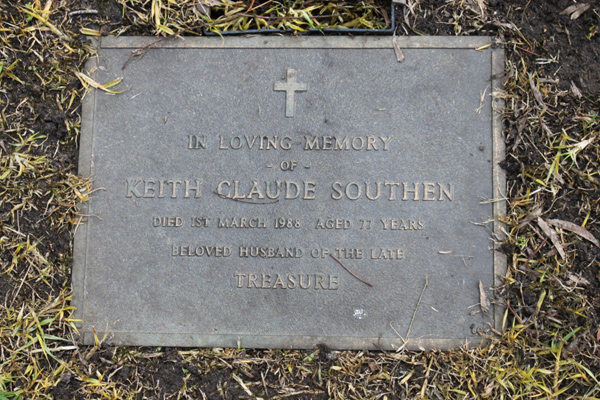 IN LOVING MEMORY
- OF -
KEITH CLAUDE SOUTHEN
DIED 1ST MARCH 1988 AGED 77 YEARS
BELOVED HUSBAND OF THE LATE
TREASURE